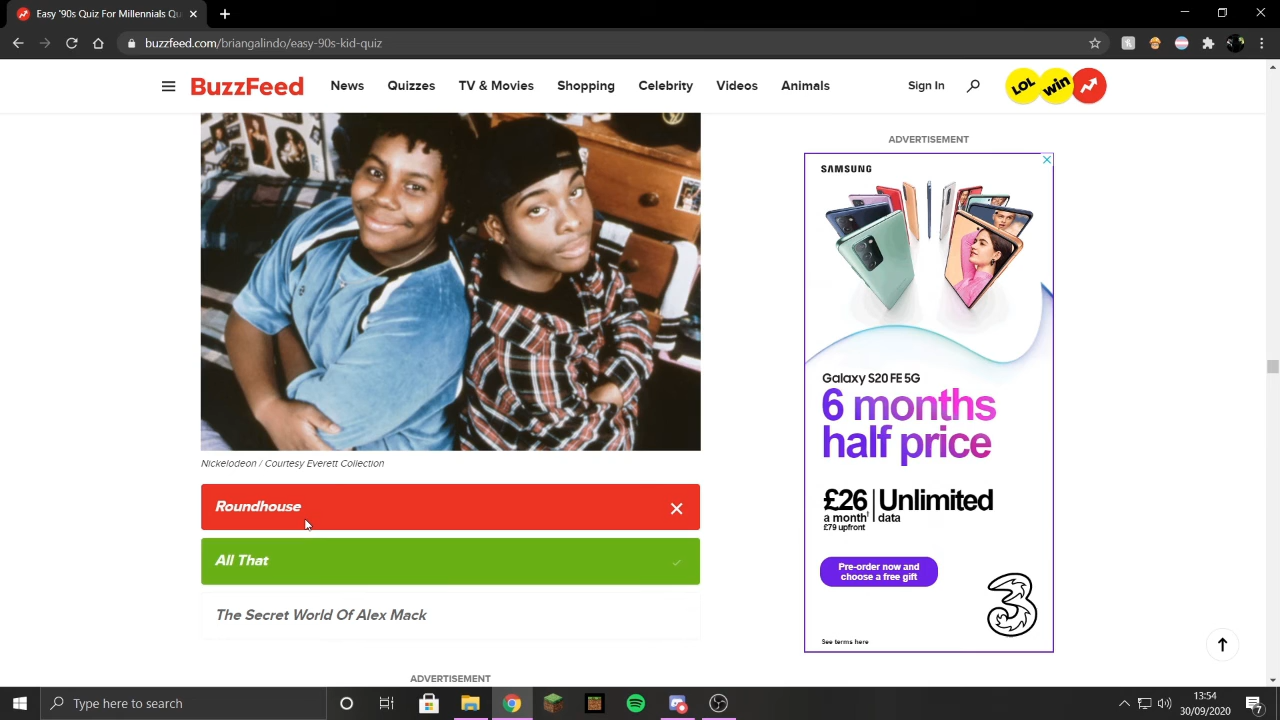 Easy '90s Quiz For Millennials Qu
buzzfeed.com/briangalindo/easy-90s-kid-quiz
BuzzFeed
News
Quizzes
TV & Movies
Shopping
Celebrity
Videos
Animals
Sign In
LOL
win
ADVERTISEMENT
SAMSUNG
Galaxy S20 FE 5G
6 months
half price
£26 Unlimited
a month† data
£79 upfront
Pre-order now and
choose a free gift
3
See terms here
Nickelodeon / Courtesy Everett Collection
Roundhouse
All That
The Secret World Of Alex Mack
ADVERTISEMENT
Type here to search
13:54
30/09/2020
7